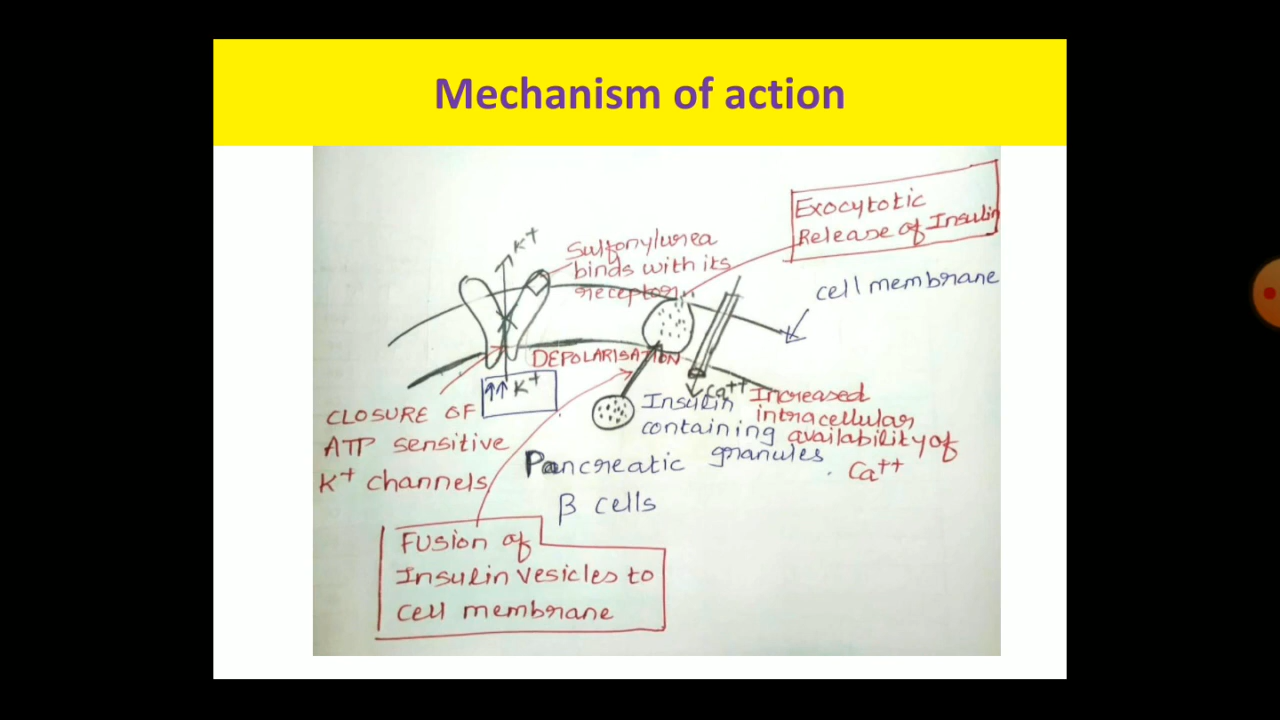 Mechanism of action
Exocytotic
Release of Insulin
K+
Sulfonylurea
binds with its
receptor
cell membrane
DEPOLARISATION
↑↑ K+
Ca++
CLOSURE OF
ATP sensitive
K+ channels
Insulin
containing
granules
Increased
intracellular
availability of
Ca++
Pancreatic
β cells
Fusion of
Insulin vesicles to
cell membrane